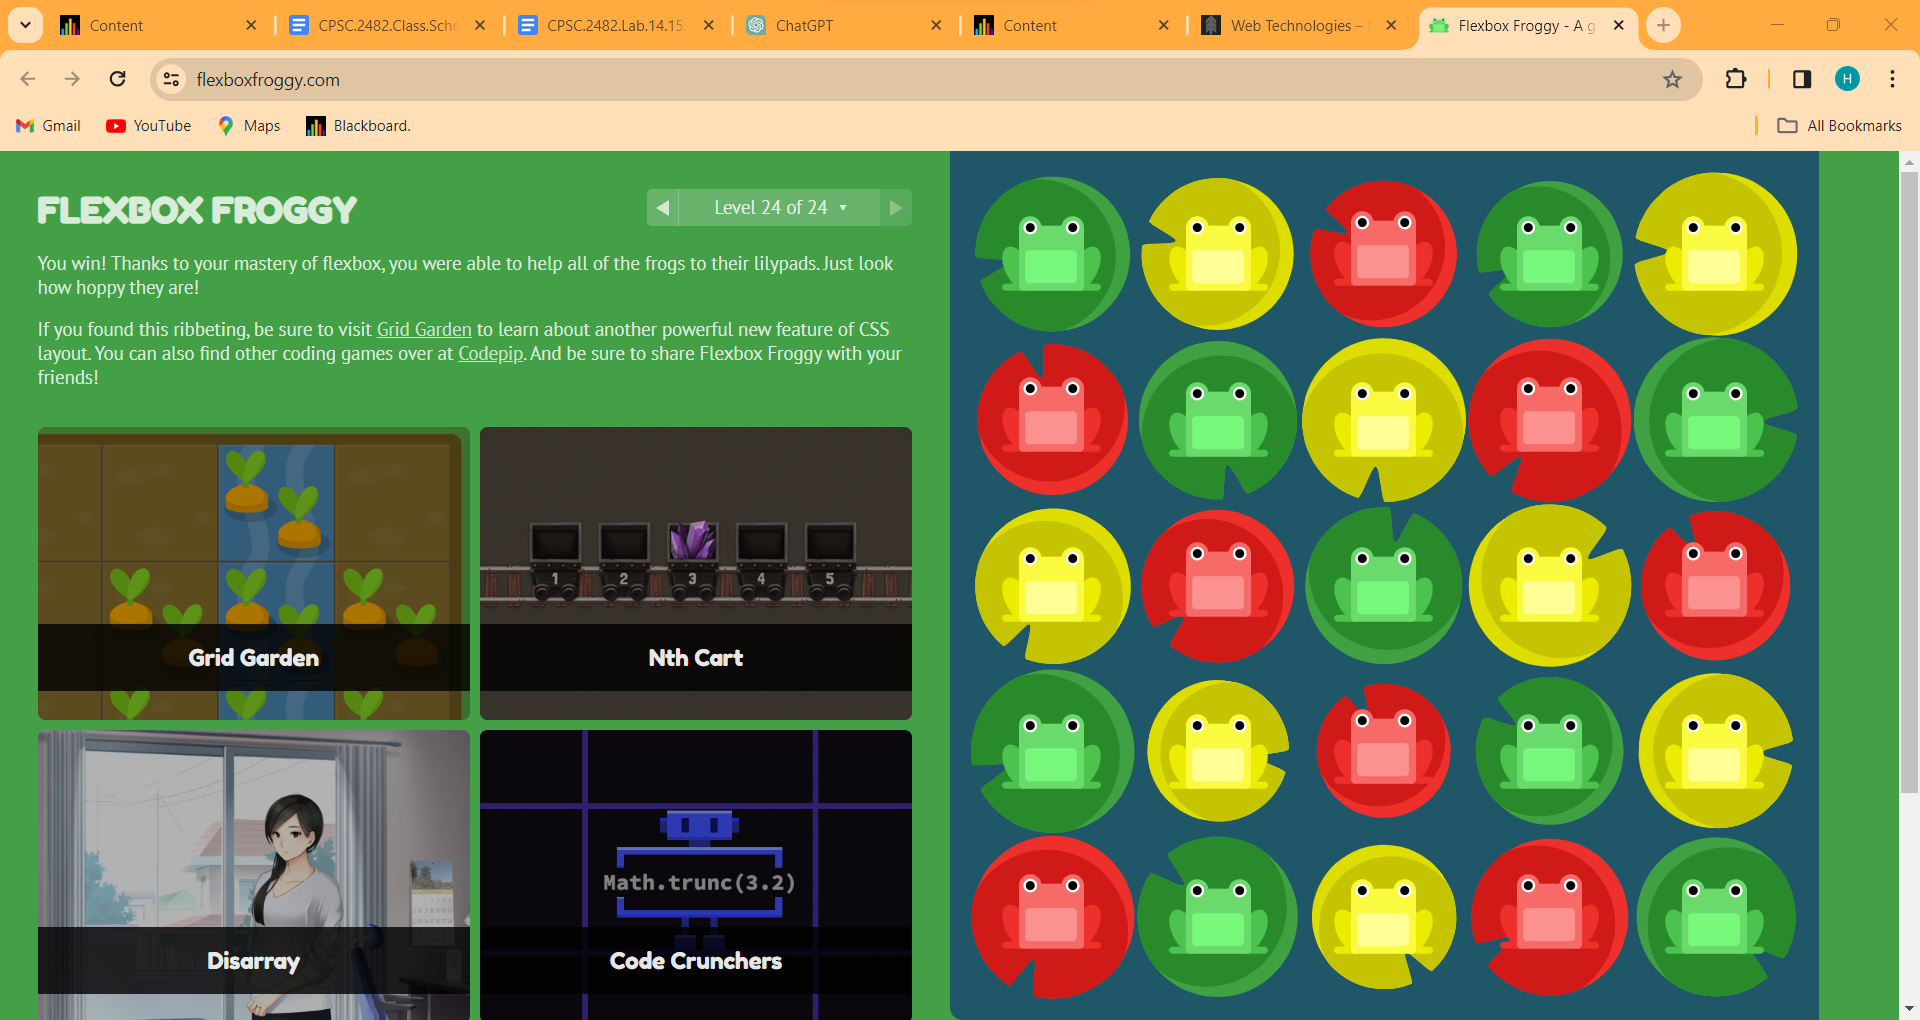 Content
CPSC.2482.Class.Sche
CPSC.2482.Lab.14.15.
ChatGPT
Content
Web Technologies –
Flexbox Froggy - A g
flexboxfroggy.com
H
Gmail
YouTube
Maps
Blackboard.
All Bookmarks
FLEXBOX FROGGY
Level 24 of 24
You win! Thanks to your mastery of flexbox, you were able to help all of the frogs to their lilypads. Just look
how hoppy they are!
If you found this ribbeting, be sure to visit Grid Garden to learn about another powerful new feature of CSS
layout. You can also find other coding games over at Codepip. And be sure to share Flexbox Froggy with your
friends!
1 2 3 4 5
Grid Garden
Nth Cart
Math.trunc(3.2)
Disarray
Code Crunchers